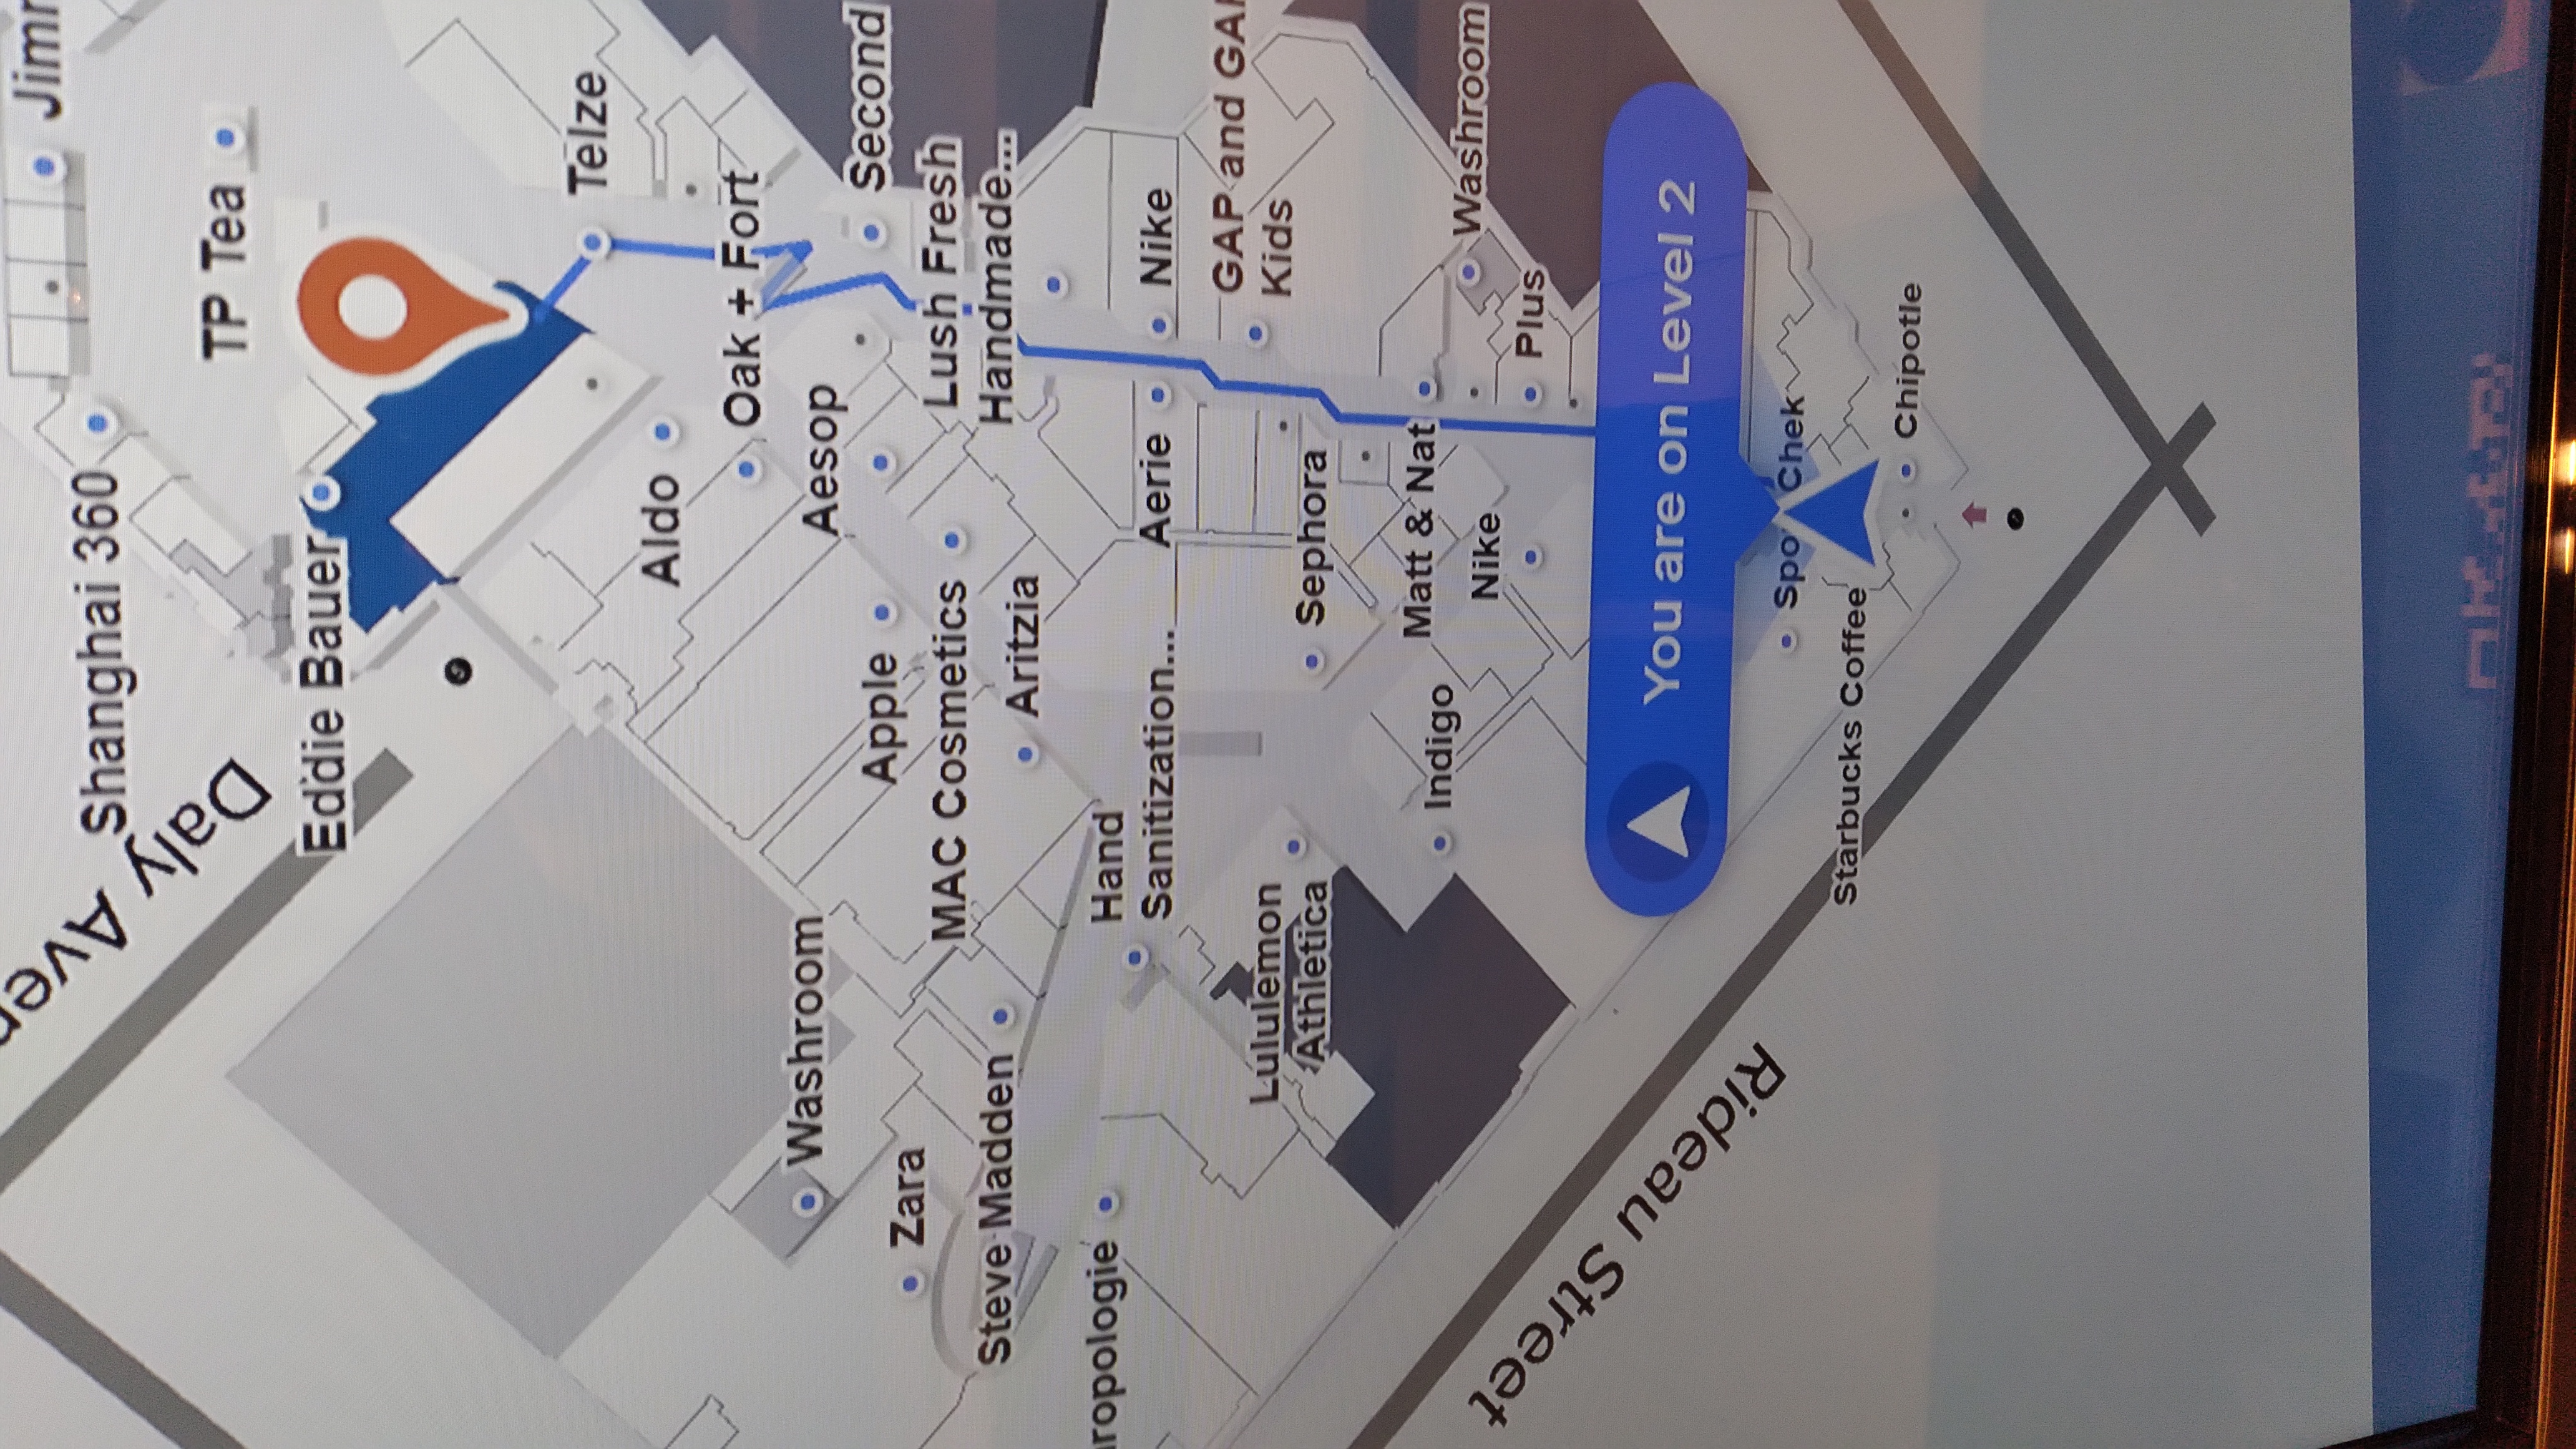 Daly Aven
Jimm
Shanghai 360
TP Tea
Eddie Bauer
Telze
Aldo
Oak + Fort
Washroom
Aesop
Apple
Second
Zara
MAC Cosmetics
Lush Fresh
Handmade...
Steve Madden
Aritzia
ropologie
Hand
Sanitization...
Aerie
Nike
GAP and GA
Kids
Lululemon
Athletica
Sephora
Matt & Nat
Indigo
Washroom
Nike
Plus
Rideau Street
You are on Level 2
Spo Chek
Starbucks Coffee
Chipotle